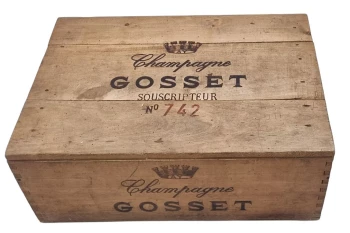 Champagne
GOSSET
SOUSCRIPTEUR
Nº 742
Champagne
GOSSET